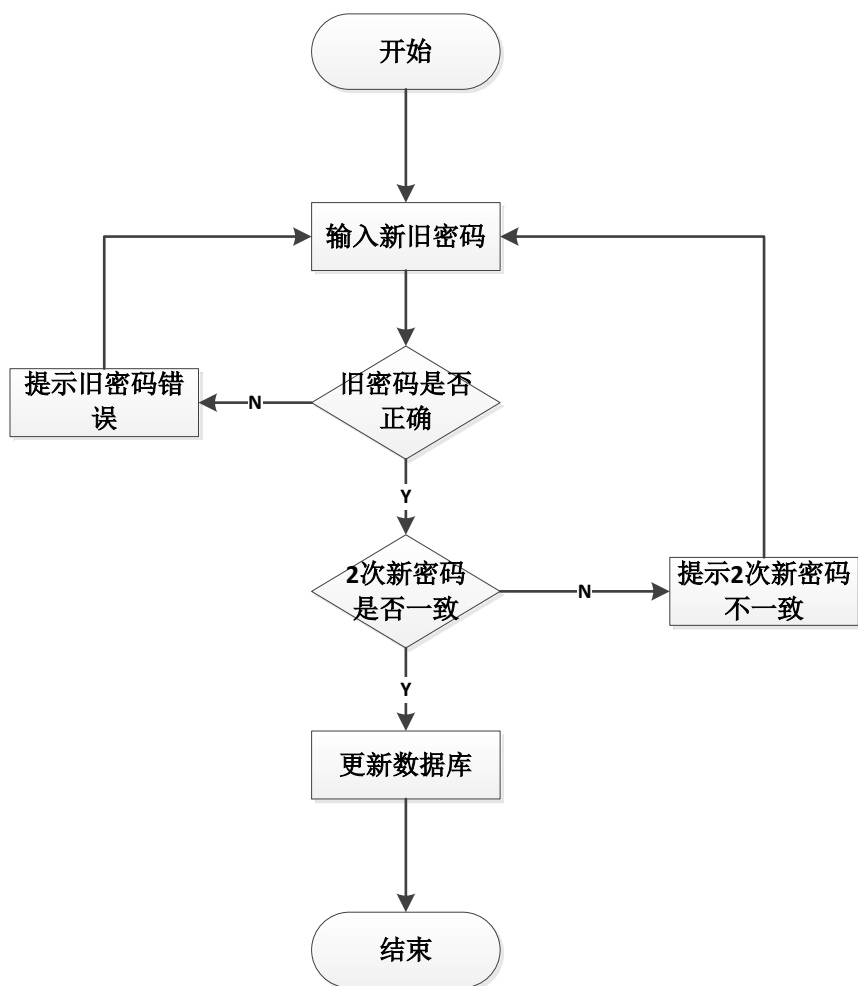 开始
输入新旧密码
提示旧密码错
误
N
旧密码是否
正确
Y
2次新密码
是否一致
N
提示2次新密码
不一致
Y
更新数据库
结束